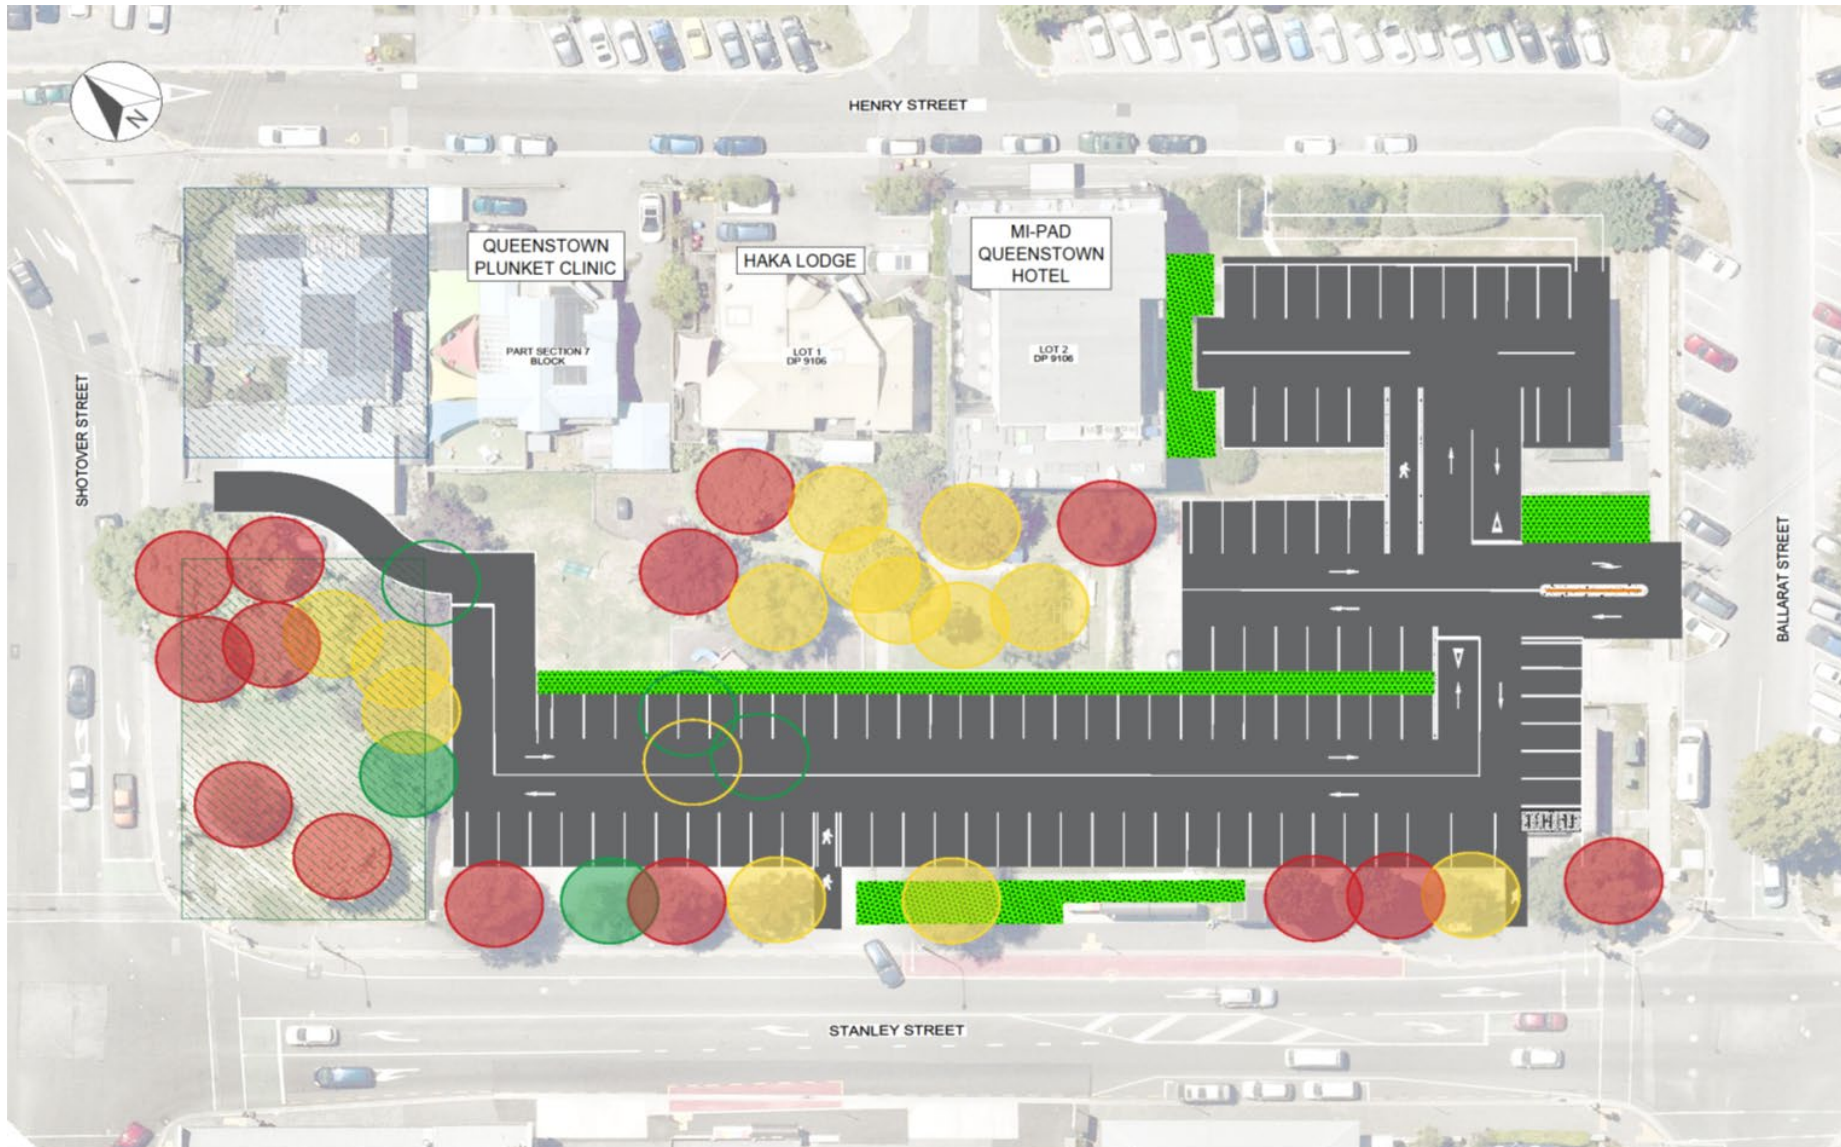 HENRY STREET
N
QUEENSTOWN
PLUNKET CLINIC
HAKA LODGE
MI-PAD
QUEENSTOWN
HOTEL
PART SECTION 7
BLOCK
LOT 1
DP 9106
LOT 2
DP 9106
SHOTOVER STREET
BALLARAT STREET
STANLEY STREET